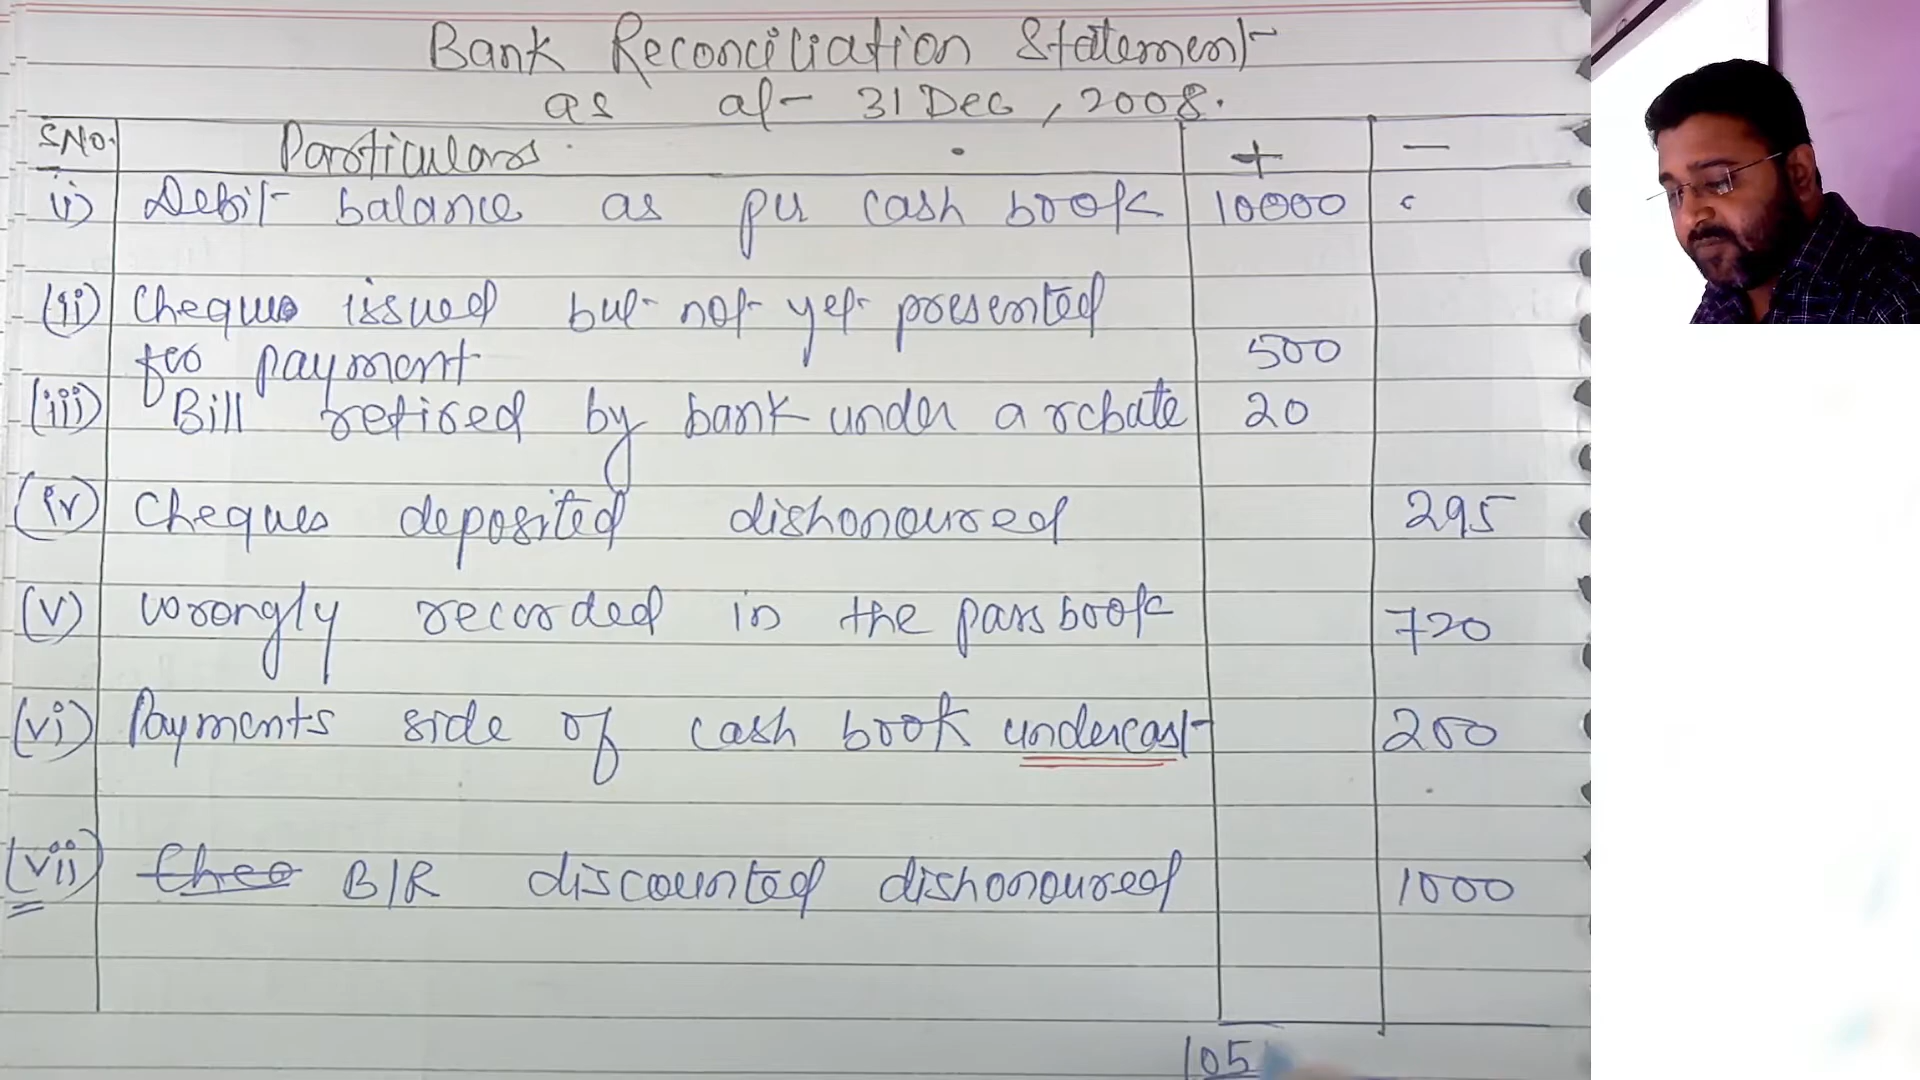 Bank Reconciliation Statement
as at 31 Dec, 2008.
S.No. Particulars + -
(i) Debit balance as per cash book 10000
(ii) Cheques issued but not yet presented
for payment 500
(iii) Bill retired by bank under a rebate 20
(iv) Cheques deposited dishonoured 295
(v) wrongly recorded in the passbook 720
(vi) Payments side of cash book undercast 200
(vii) B/R discounted dishonoured 1000
105